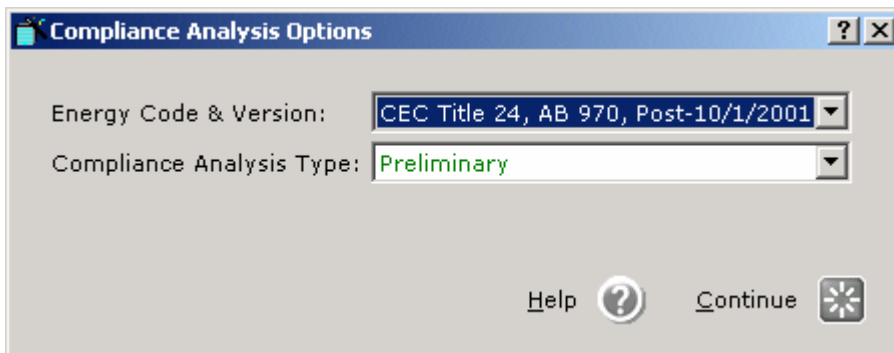 Compliance Analysis Options
Energy Code & Version: CEC Title 24, AB 970, Post-10/1/2001
Compliance Analysis Type: Preliminary
Help ? Continue